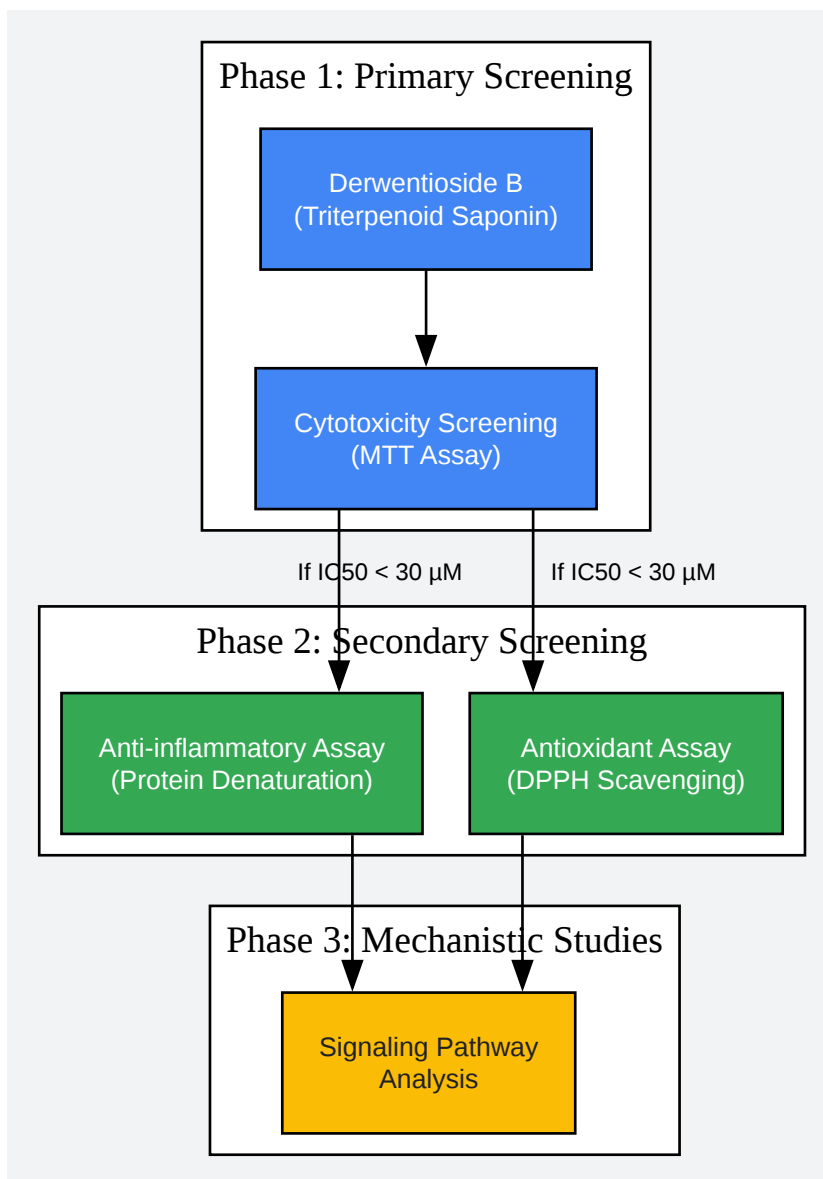 Phase 1: Primary Screening
Derwentioside B
(Triterpenoid Saponin)
Cytotoxicity Screening
(MTT Assay)
If IC50 < 30 µM
If IC50 < 30 µM
Phase 2: Secondary Screening
Anti-inflammatory Assay
(Protein Denaturation)
Antioxidant Assay
(DPPH Scavenging)
Phase 3: Mechanistic Studies
Signaling Pathway
Analysis